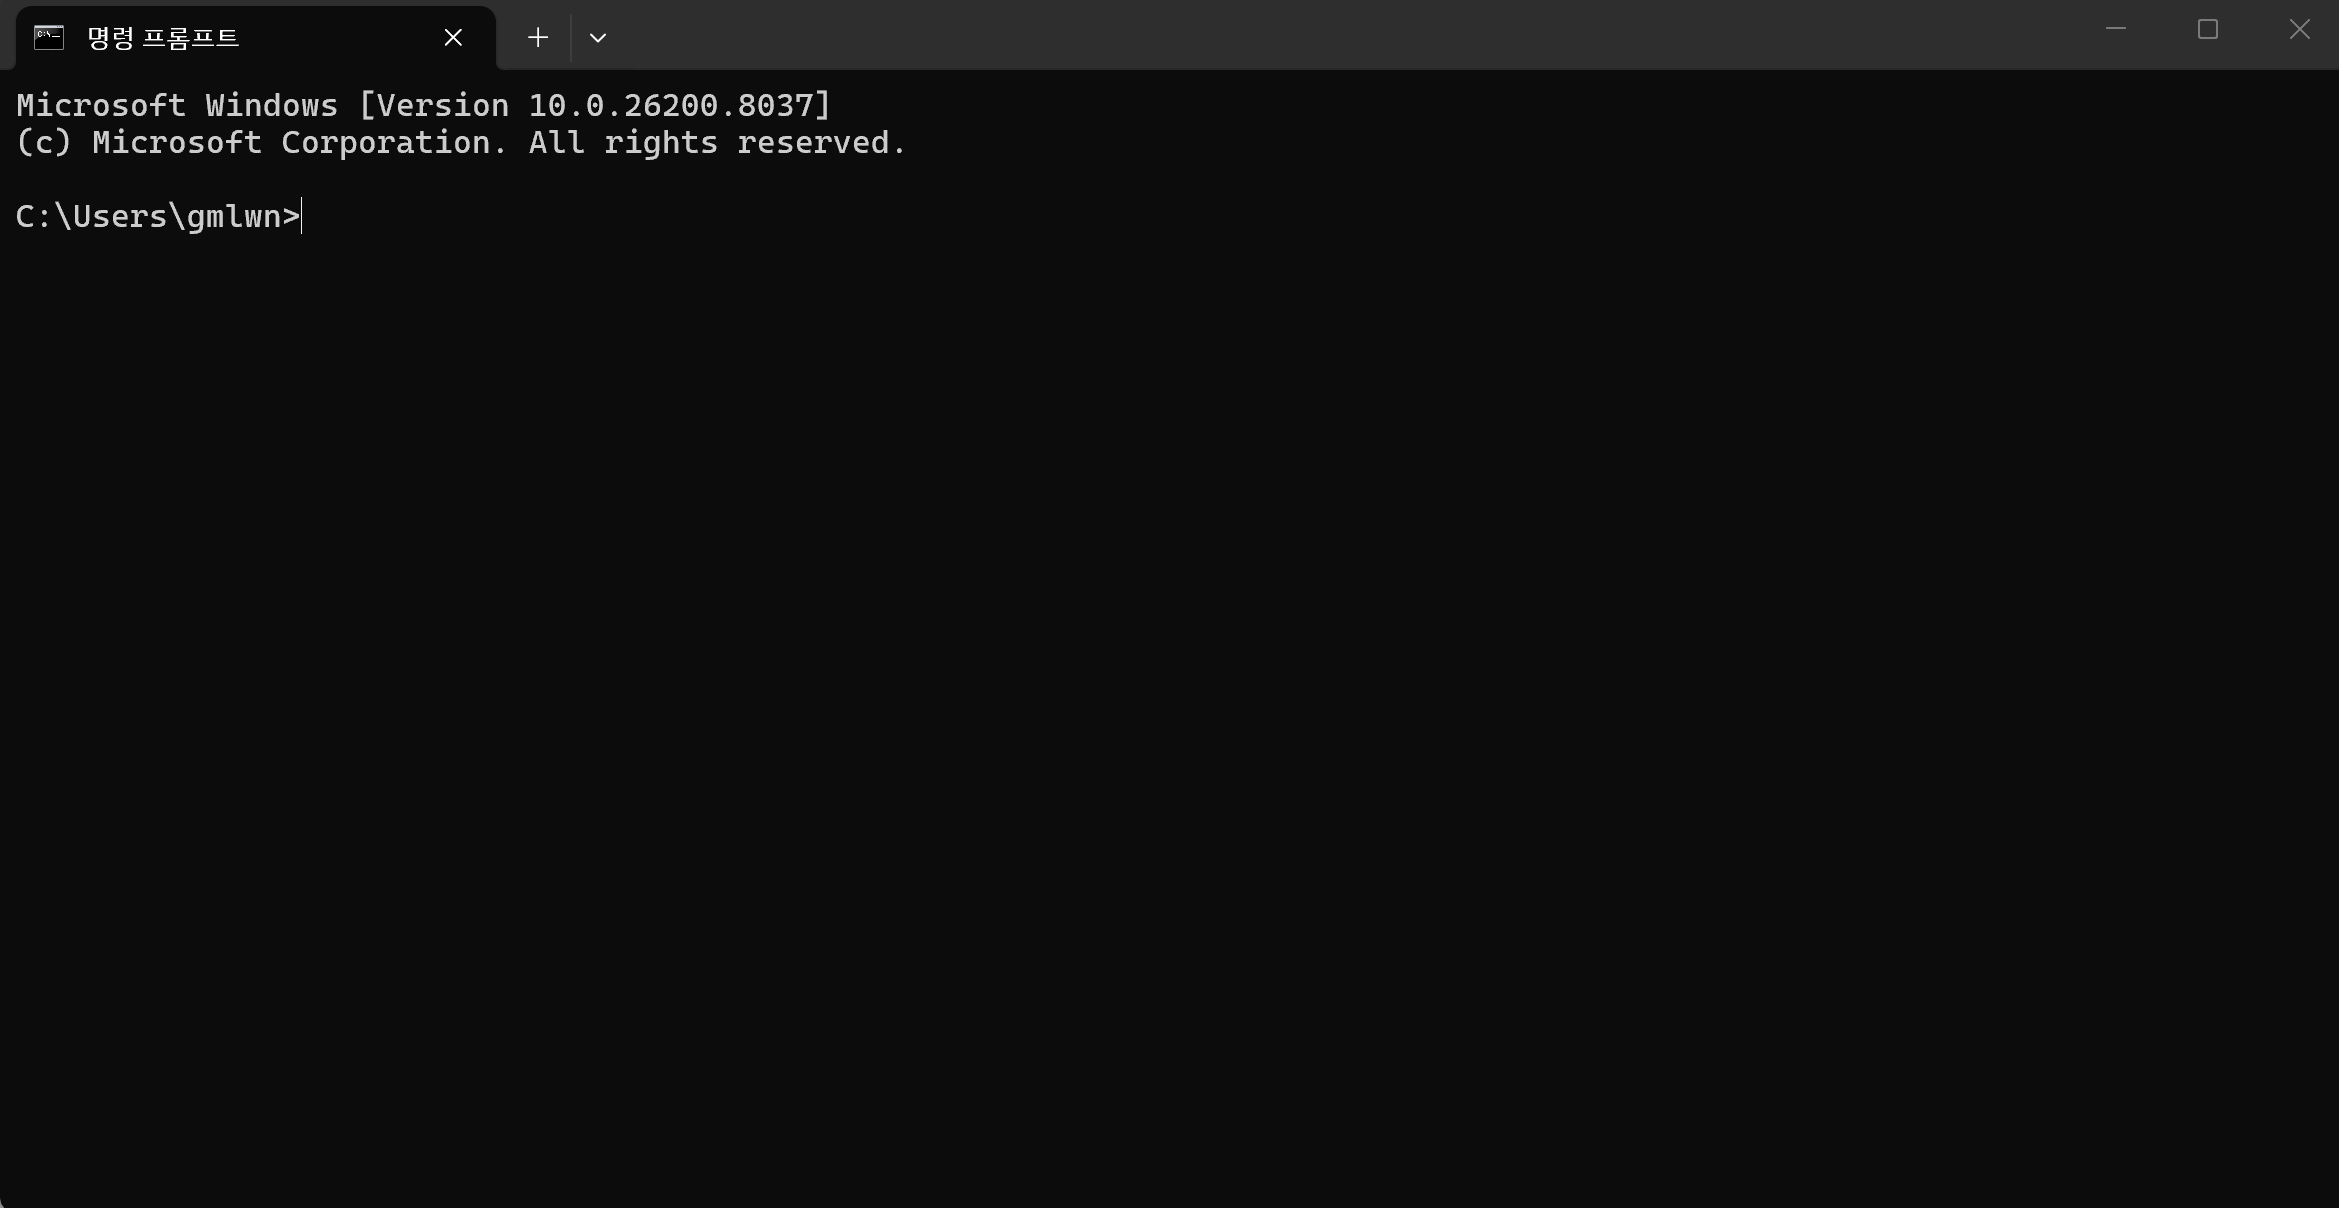 명령 프롬프트
Microsoft Windows [Version 10.0.26200.8037]
(c) Microsoft Corporation. All rights reserved.
C:\Users\gmlwn>